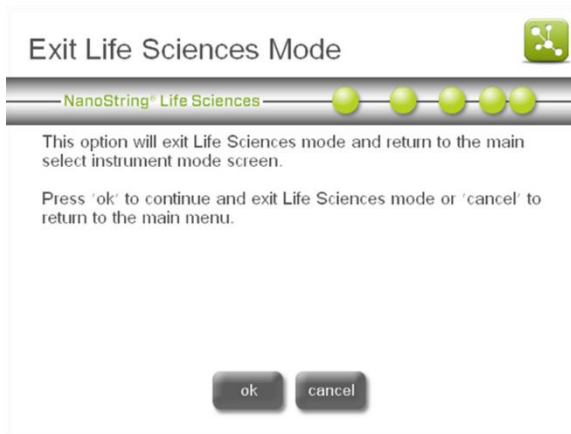 Exit Life Sciences Mode
NanoString® Life Sciences
This option will exit Life Sciences mode and return to the main
select instrument mode screen.
Press 'ok' to continue and exit Life Sciences mode or 'cancel' to
return to the main menu.
ok
cancel